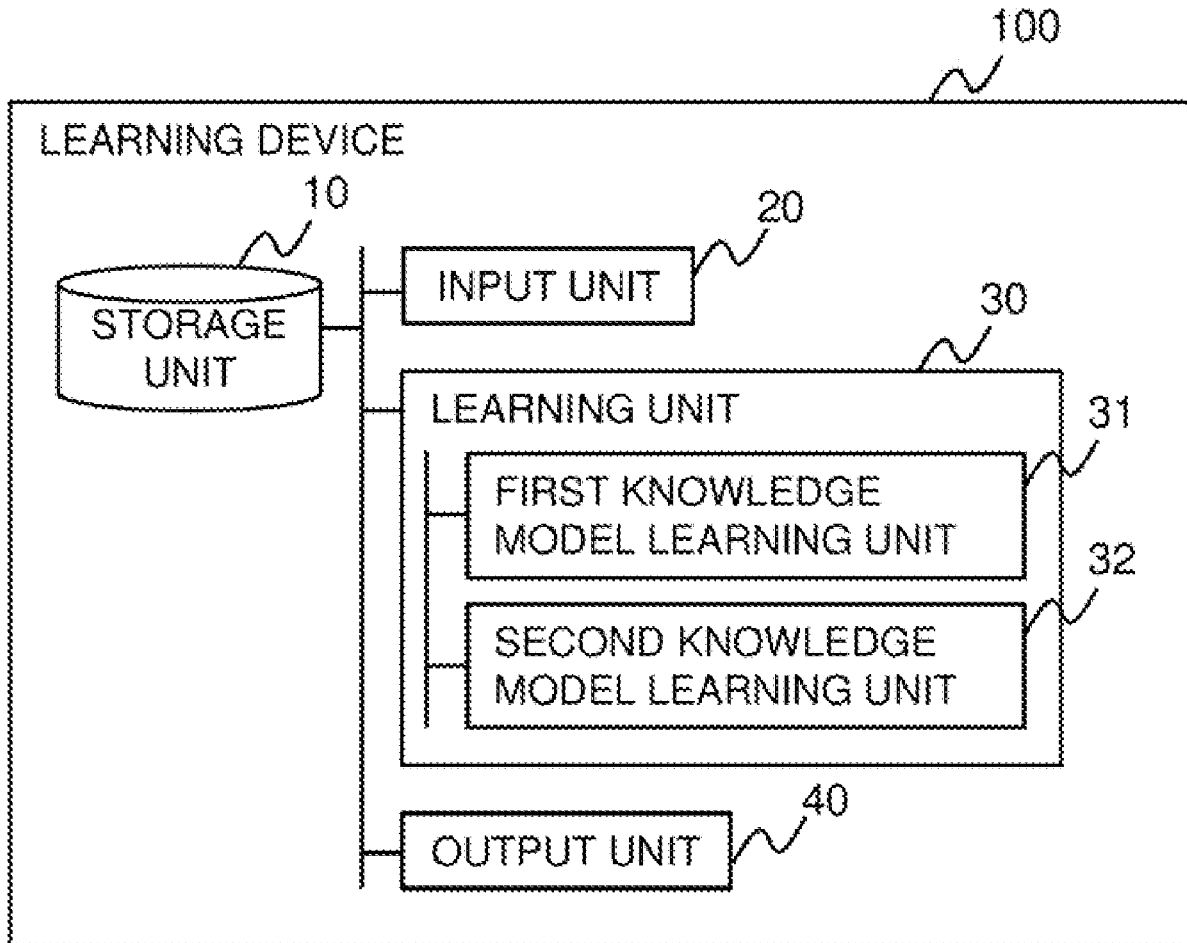 100
LEARNING DEVICE
10
20
STORAGE
UNIT
INPUT UNIT
30
LEARNING UNIT
31
FIRST KNOWLEDGE
MODEL LEARNING UNIT
32
SECOND KNOWLEDGE
MODEL LEARNING UNIT
40
OUTPUT UNIT